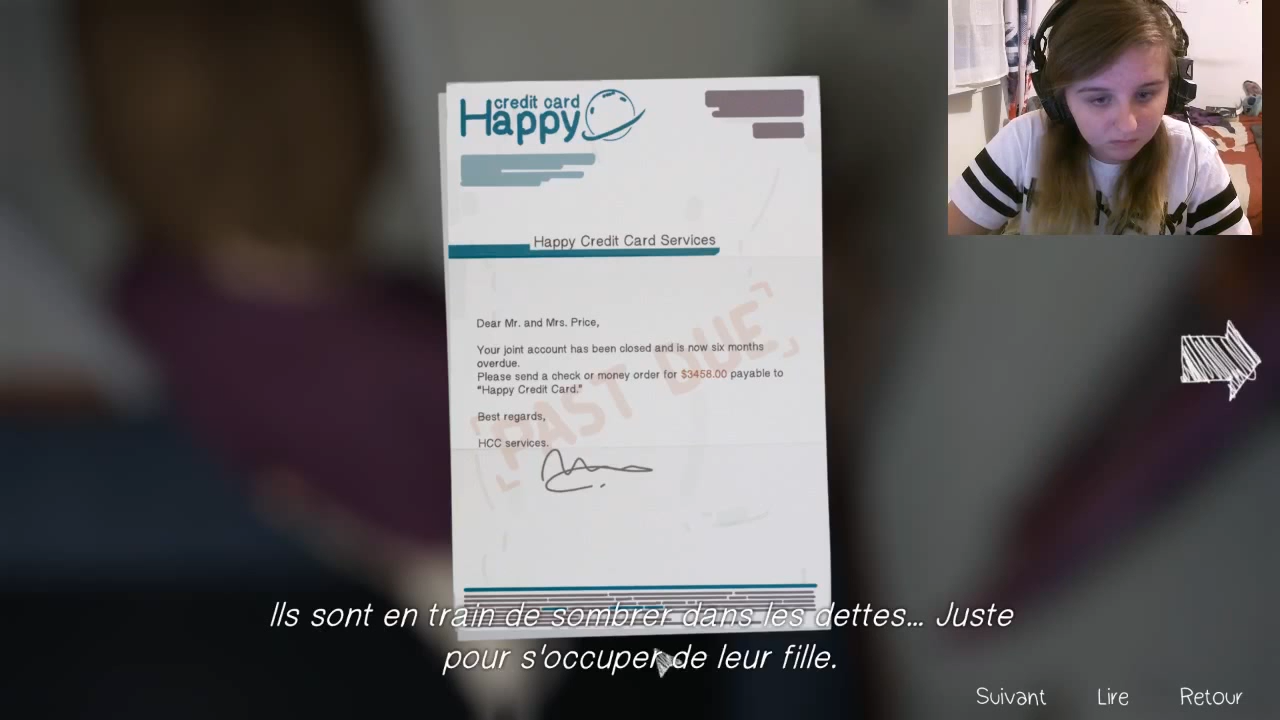 credit card
Happy
Happy Credit Card Services
Dear Mr. and Mrs. Price,
Your joint account has been closed and is now six months
overdue.
Please send a check or money order for $3458.00 payable to
"Happy Credit Card."
PAST DUE
Best regards,
HCC services.
Ils sont en train de sombrer dans les dettes... Juste
pour s'occuper de leur fille.
Suivant Lire Retour